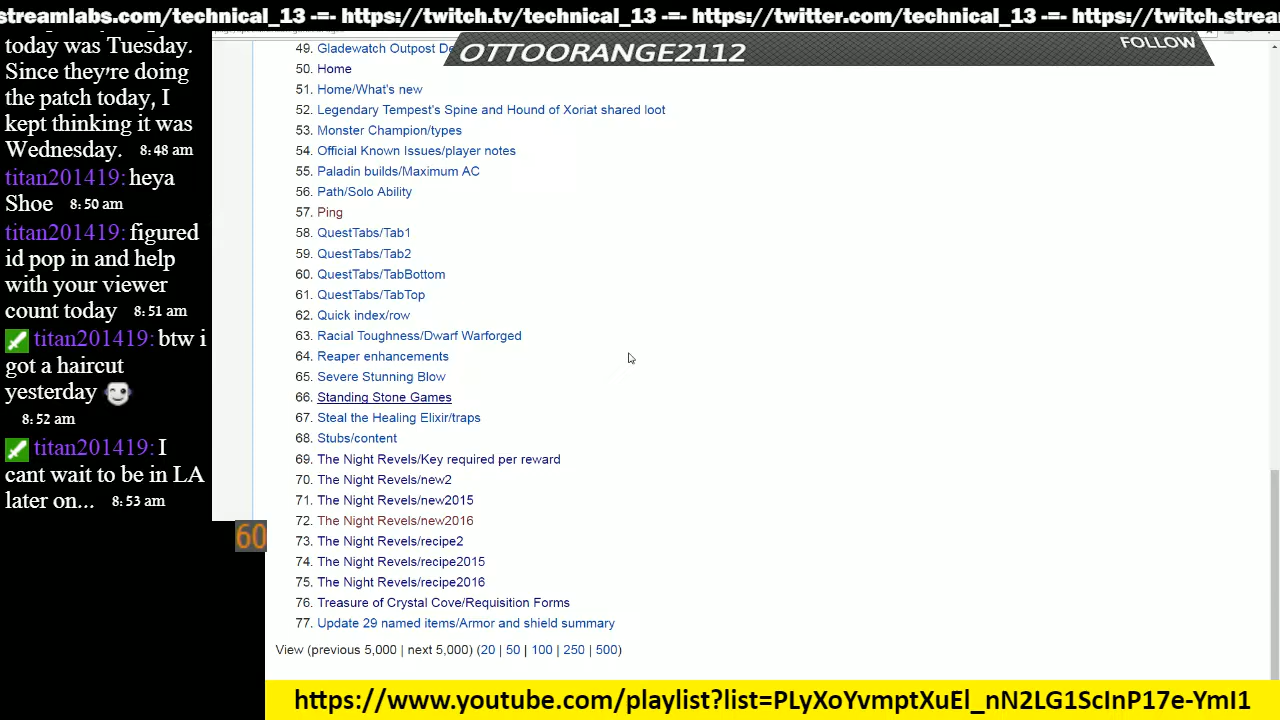 streamlabs.com/technical_13 -=- https://twitch.tv/technical_13 -=- https://twitter.com/technical_13 -=- https://twitch.strea
today was Tuesday.
Since they're doing
the patch today, I
kept thinking it was
Wednesday. 8:48 am
titan201419: heya
Shoe 8:50 am
titan201419: figured
id pop in and help
with your viewer
count today 8:51 am
titan201419: btw i
got a haircut
yesterday
8:52 am
titan201419: I
cant wait to be in LA
later on... 8:53 am
60
OTTOORANGE2112
FOLLOW
49. Gladewatch Outpost De
50. Home
51. Home/What's new
52. Legendary Tempest's Spine and Hound of Xoriat shared loot
53. Monster Champion/types
54. Official Known Issues/player notes
55. Paladin builds/Maximum AC
56. Path/Solo Ability
57. Ping
58. QuestTabs/Tab1
59. QuestTabs/Tab2
60. QuestTabs/TabBottom
61. QuestTabs/TabTop
62. Quick index/row
63. Racial Toughness/Dwarf Warforged
64. Reaper enhancements
65. Severe Stunning Blow
66. Standing Stone Games
67. Steal the Healing Elixir/traps
68. Stubs/content
69. The Night Revels/Key required per reward
70. The Night Revels/new2
71. The Night Revels/new2015
72. The Night Revels/new2016
73. The Night Revels/recipe2
74. The Night Revels/recipe2015
75. The Night Revels/recipe2016
76. Treasure of Crystal Cove/Requisition Forms
77. Update 29 named items/Armor and shield summary
View (previous 5,000 | next 5,000) (20 | 50 | 100 | 250 | 500)
https://www.youtube.com/playlist?list=PLyXoYvmptXuEl_nN2LG1ScInP17e-YmI1